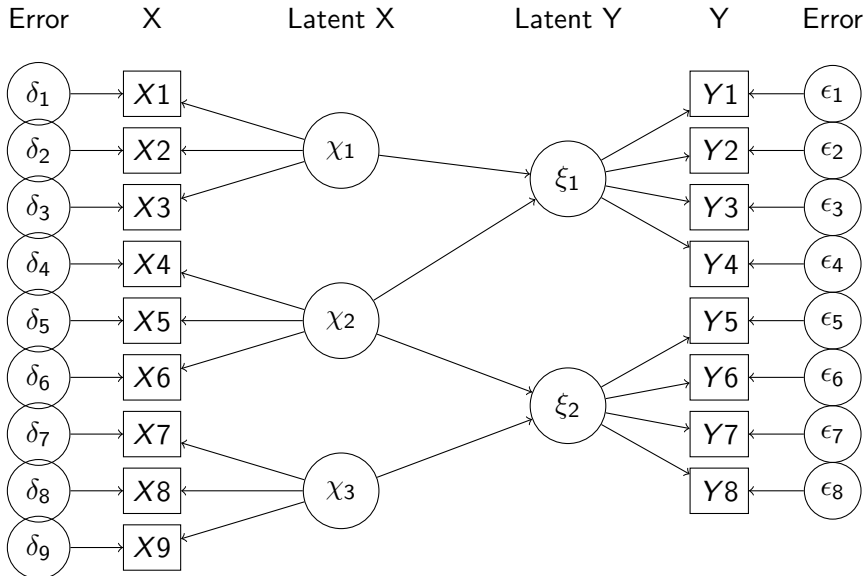 Error X Latent X Latent Y Y Error
δ1 X1 Y1 ϵ1
χ1
δ2 X2 Y2 ϵ2
ξ1
δ3 X3 Y3 ϵ3
δ4 X4 Y4 ϵ4
δ5 X5 χ2 Y5 ϵ5
δ6 X6 Y6 ϵ6
ξ2
δ7 X7 Y7 ϵ7
δ8 X8 χ3 Y8 ϵ8
δ9 X9